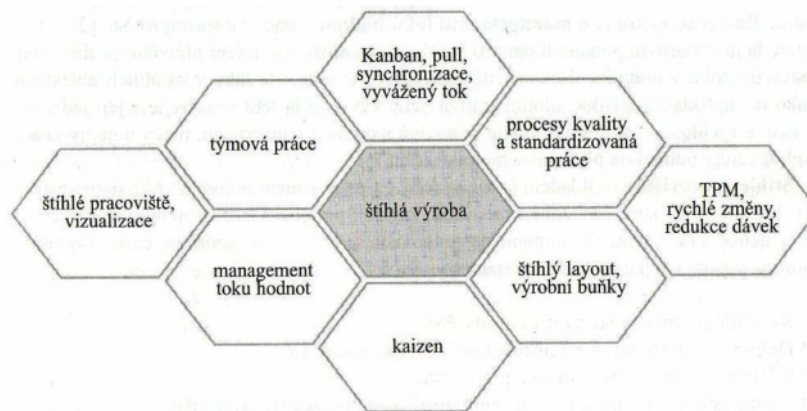 Kanban, pull,
synchronizace,
vyvážený tok
týmová práce
procesy kvality
a standardizovaná
práce
štíhlé pracoviště,
vizualizace
štíhlá výroba
TPM,
rychlé změny,
redukce dávek
management
toku hodnot
štíhlý layout,
výrobní buňky
kaizen